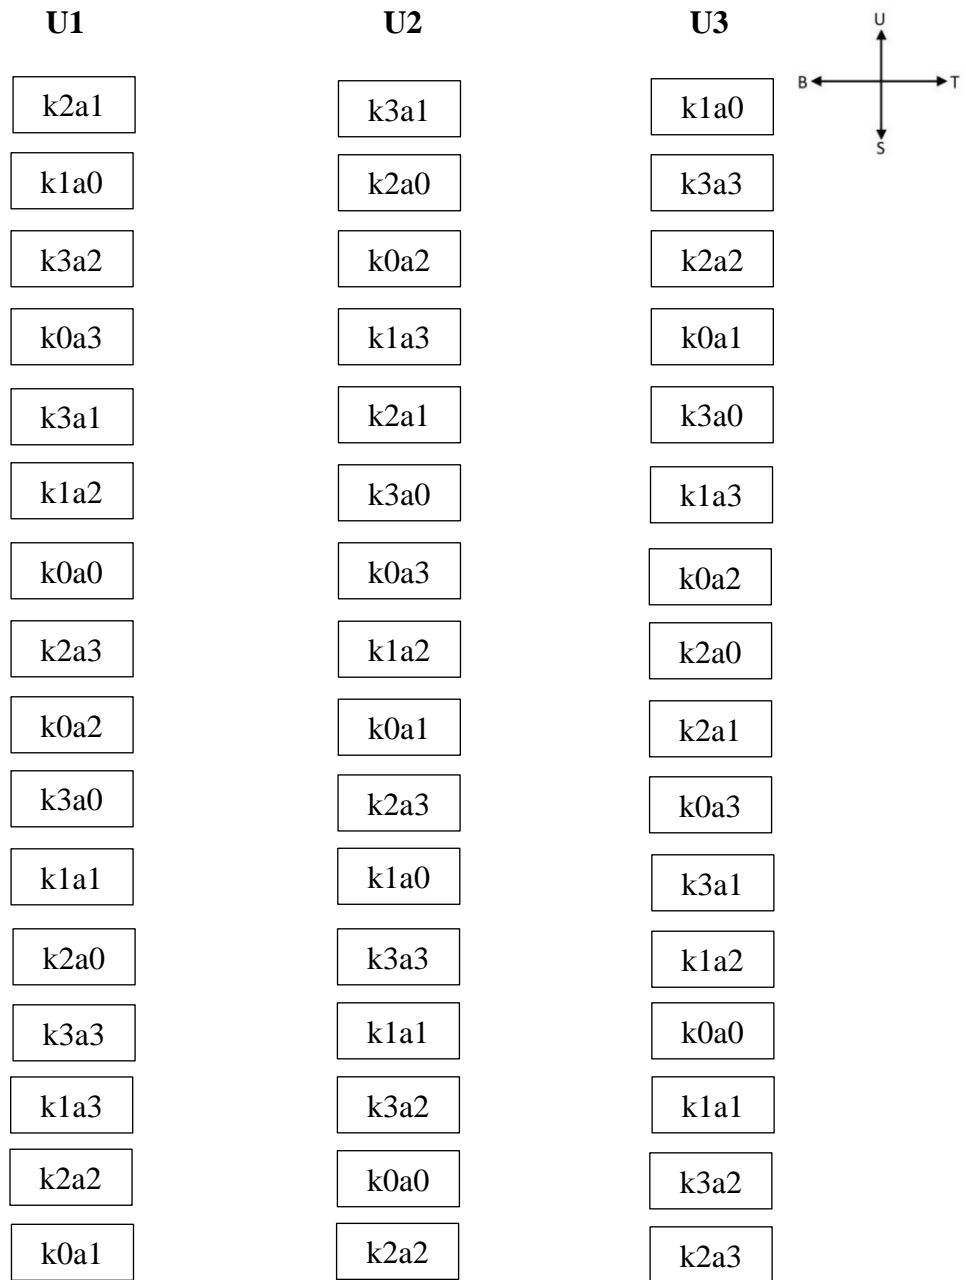 U1 U2 U3 U
B T
k2a1 k3a1 k1a0
S
k1a0 k2a0 k3a3
k3a2 k0a2 k2a2
k0a3 k1a3 k0a1
k3a1 k2a1 k3a0
k1a2 k3a0 k1a3
k0a0 k0a3 k0a2
k2a3 k1a2 k2a0
k0a2 k0a1 k2a1
k3a0 k2a3 k0a3
k1a1 k1a0 k3a1
k2a0 k3a3 k1a2
k3a3 k1a1 k0a0
k1a3 k3a2 k1a1
k2a2 k0a0 k3a2
k0a1 k2a2 k2a3